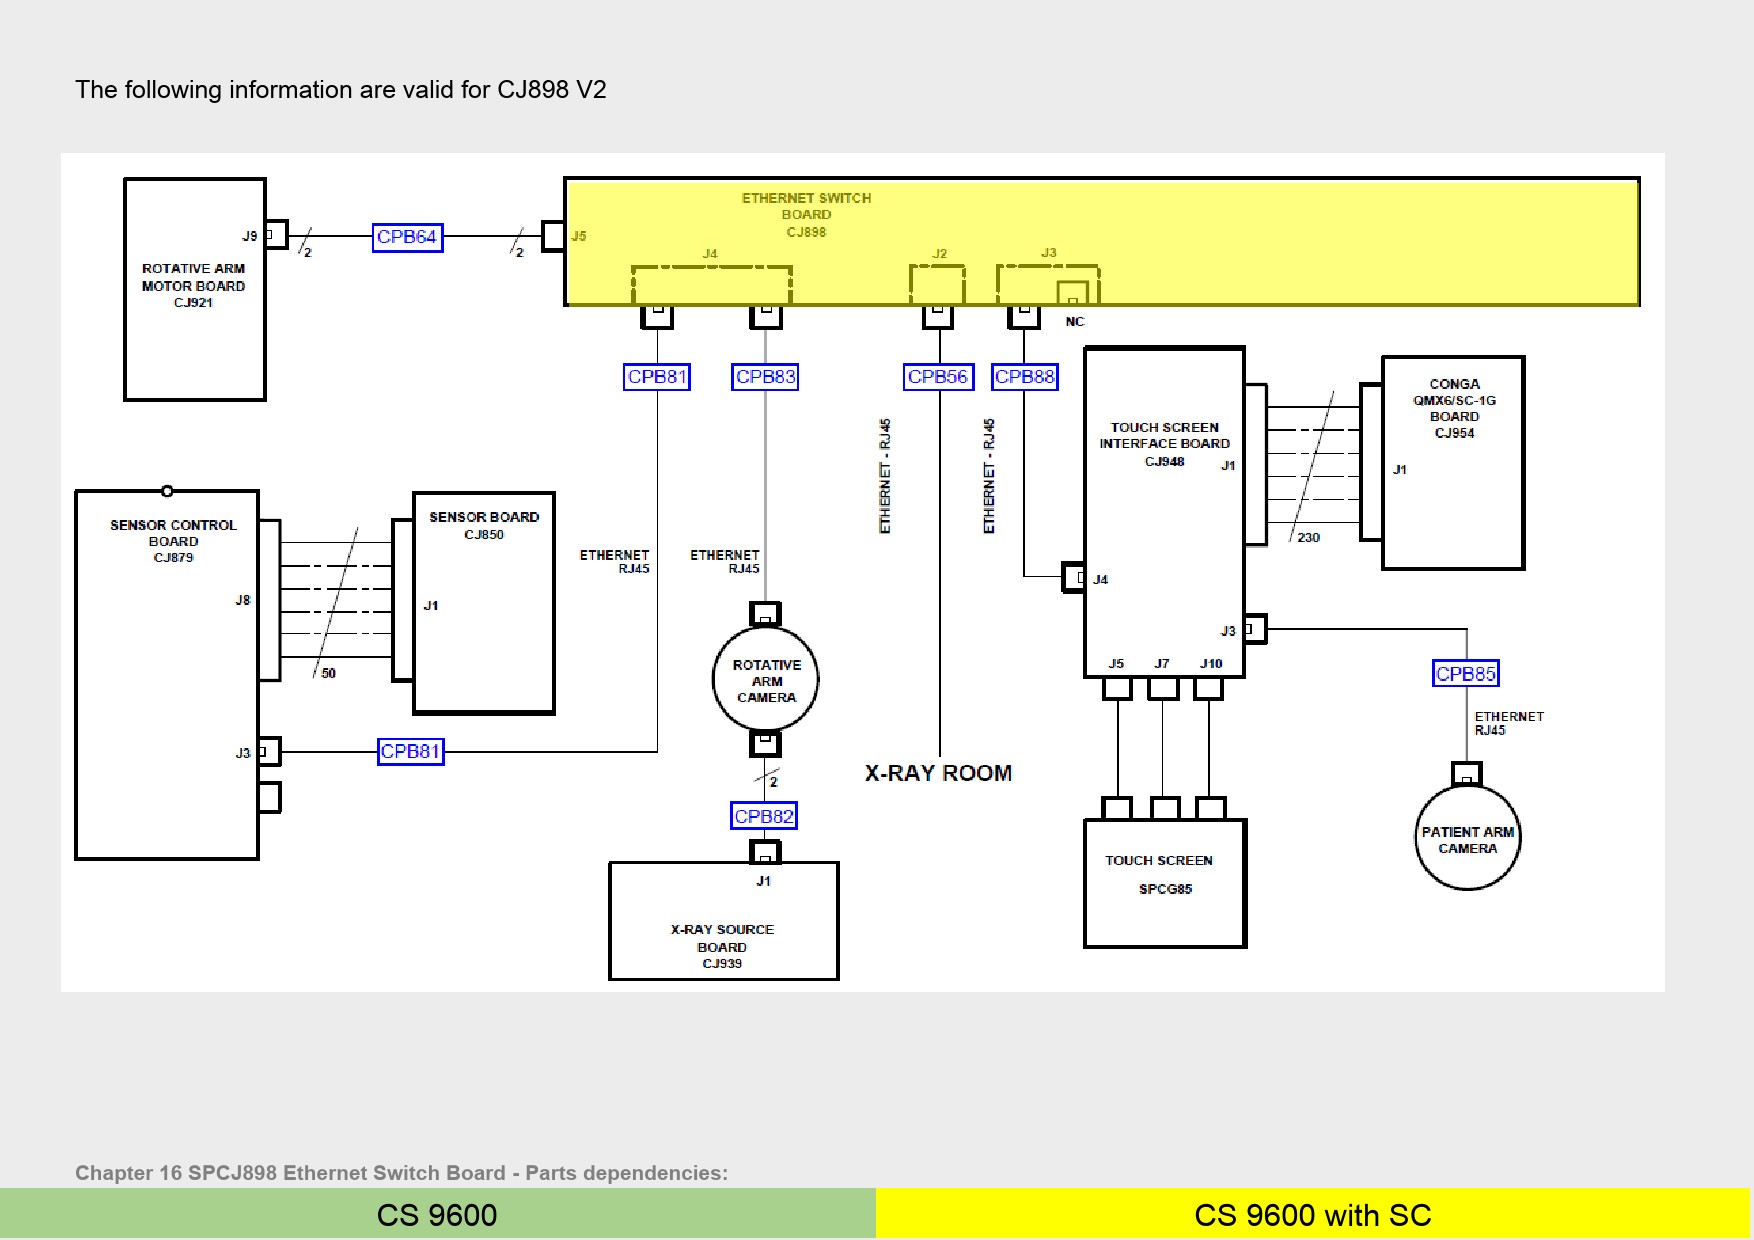 The following information are valid for CJ898 V2
ETHERNET SWITCH
BOARD
CJ898
J9
2
CPB64
2
J5
J4
J2
J3
ROTATIVE ARM
MOTOR BOARD
CJ921
NC
CPB81
CPB83
CPB56
CPB88
ETHERNET - RJ45
ETHERNET - RJ45
TOUCH SCREEN
INTERFACE BOARD
CJ948
J1
CONGA
QMX6/SC-1G
BOARD
CJ954
J1
230
SENSOR CONTROL
BOARD
CJ879
J8
SENSOR BOARD
CJ850
J1
50
ETHERNET
RJ45
ETHERNET
RJ45
J4
J3
J5 J7 J10
ROTATIVE
ARM
CAMERA
CPB85
ETHERNET
RJ45
J3
CPB81
2
X-RAY ROOM
CPB82
J1
X-RAY SOURCE
BOARD
CJ939
TOUCH SCREEN
SPCG85
PATIENT ARM
CAMERA
Chapter 16 SPCJ898 Ethernet Switch Board - Parts dependencies:
CS 9600
CS 9600 with SC